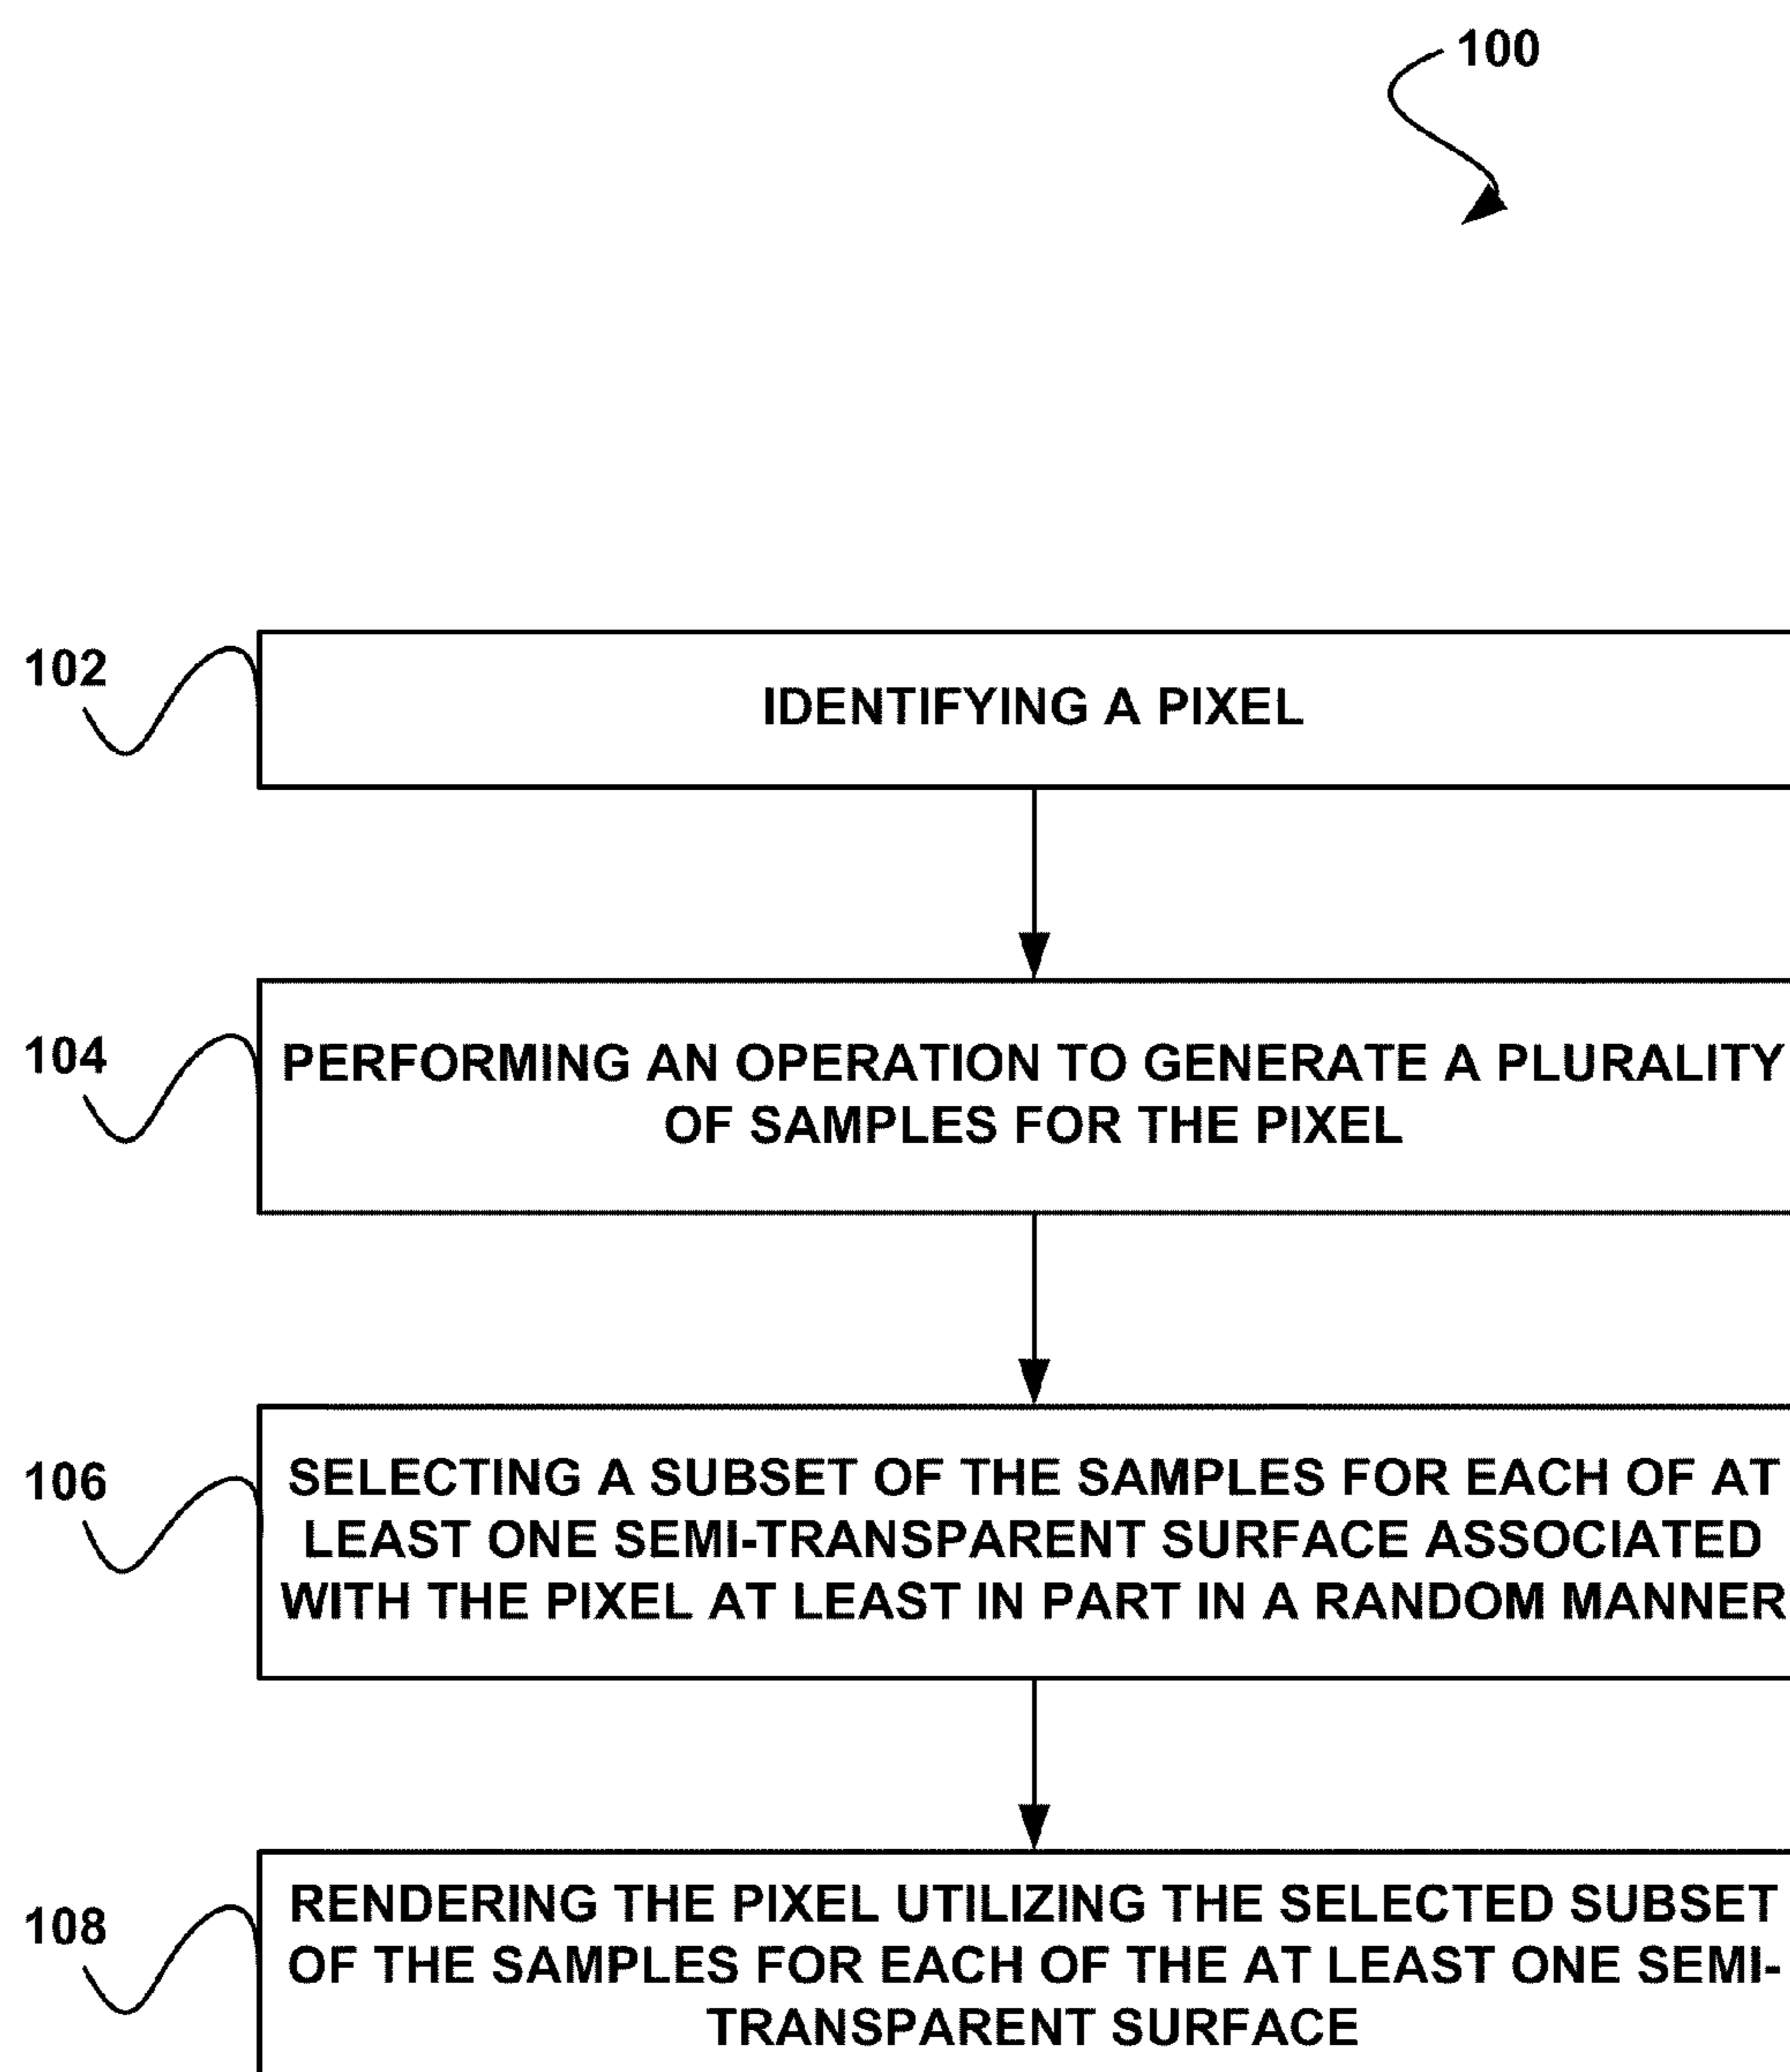 100
102
IDENTIFYING A PIXEL
104
PERFORMING AN OPERATION TO GENERATE A PLURALITY
OF SAMPLES FOR THE PIXEL
106
SELECTING A SUBSET OF THE SAMPLES FOR EACH OF AT
LEAST ONE SEMI-TRANSPARENT SURFACE ASSOCIATED
WITH THE PIXEL AT LEAST IN PART IN A RANDOM MANNER
108
RENDERING THE PIXEL UTILIZING THE SELECTED SUBSET
OF THE SAMPLES FOR EACH OF THE AT LEAST ONE SEMI-
TRANSPARENT SURFACE